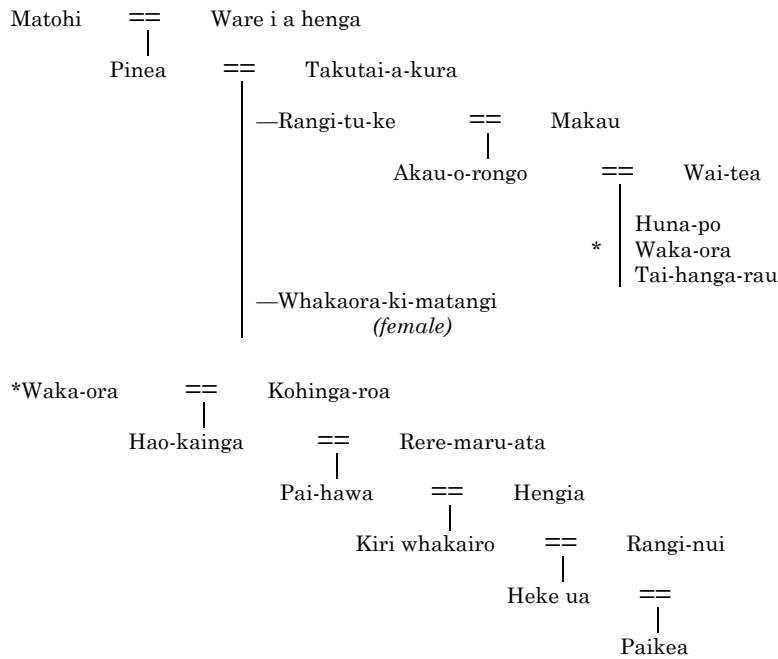 Matohi == Ware i a henga
Pinea == Takutai-a-kura
—Rangi-tu-ke == Makau
Akau-o-rongo == Wai-tea
Huna-po
* Waka-ora
Tai-hanga-rau
—Whakaora-ki-matangi
(female)
*Waka-ora == Kohinga-roa
Hao-kainga == Rere-maru-ata
Pai-hawa == Hengia
Kiri whakairo == Rangi-nui
Heke ua ==
Paikea